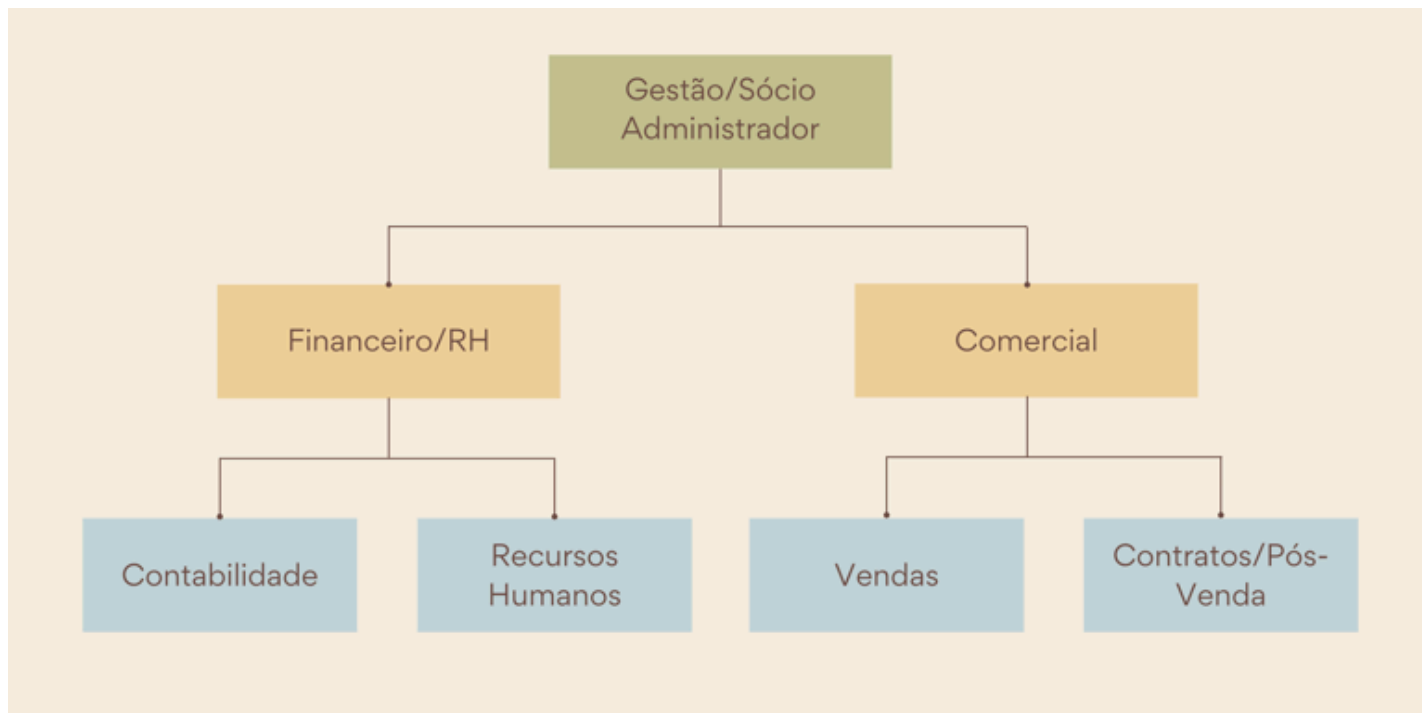 Gestão/Sócio
Administrador
Financeiro/RH
Comercial
Contabilidade
Recursos
Humanos
Vendas
Contratos/Pós-
Venda